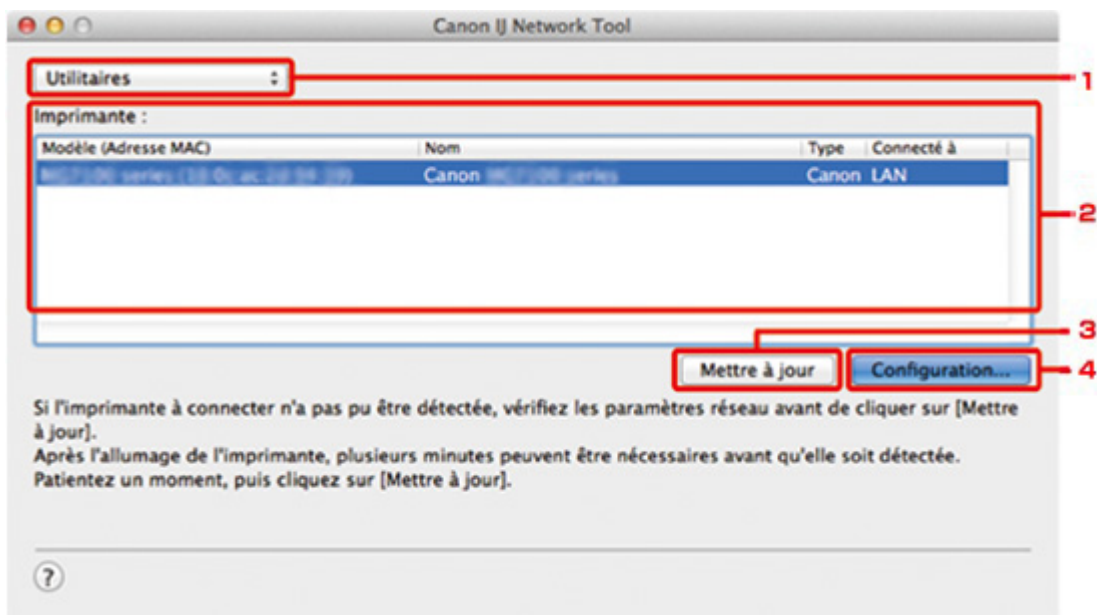 Canon IJ Network Tool
Utilitaires
1
Imprimante :
Modèle (Adresse MAC) Nom Type Connecté à
series Canon series Canon LAN
2
3
Mettre à jour Configuration... 4
Si l'imprimante à connecter n'a pas pu être détectée, vérifiez les paramètres réseau avant de cliquer sur [Mettre
à jour].
Après l'allumage de l'imprimante, plusieurs minutes peuvent être nécessaires avant qu'elle soit détectée.
Patientez un moment, puis cliquez sur [Mettre à jour].
?